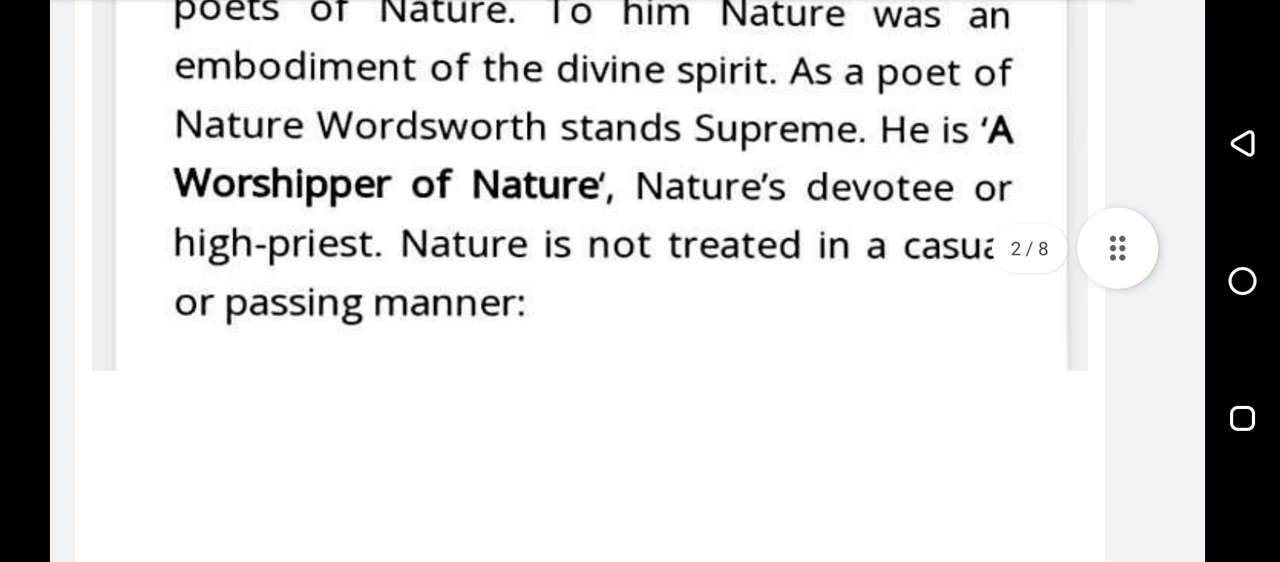 poets of Nature. To him Nature was an
embodiment of the divine spirit. As a poet of
Nature Wordsworth stands Supreme. He is ‘A
Worshipper of Nature‘, Nature’s devotee or
high-priest. Nature is not treated in a casua
2 / 8
or passing manner: